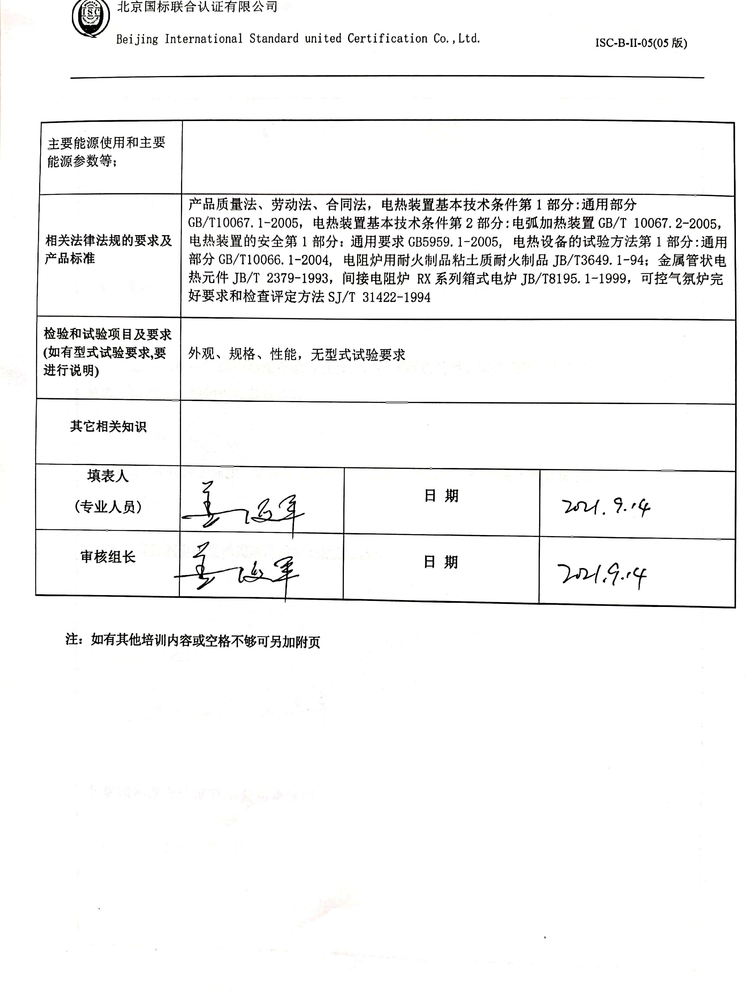 ISC
北京国标联合认证有限公司
Beijing International Standard united Certification Co.,Ltd.
ISC-B-II-05(05 版)
主要能源使用和主要
能源参数等;
相关法律法规的要求及
产品标准
产品质量法、劳动法、合同法，电热装置基本技术条件第 1 部分:通用部分
GB/T10067.1-2005，电热装置基本技术条件第 2 部分:电弧加热装置 GB/T 10067.2-2005，
电热装置的安全第 1 部分：通用要求 GB5959.1-2005, 电热设备的试验方法第 1 部分:通用
部分 GB/T10066.1-2004, 电阻炉用耐火制品粘土质耐火制品 JB/T3649.1-94；金属管状电
热元件 JB/T 2379-1993，间接电阻炉 RX 系列箱式电炉 JB/T8195.1-1999，可控气氛炉完
好要求和检查评定方法 SJ/T 31422-1994
检验和试验项目及要求
(如有型式试验要求,要
进行说明)
外观、规格、性能，无型式试验要求
其它相关知识
填表人
(专业人员)
日 期
2021.9.14
审核组长
日 期
2021.9.14
注：如有其他培训内容或空格不够可另加附页